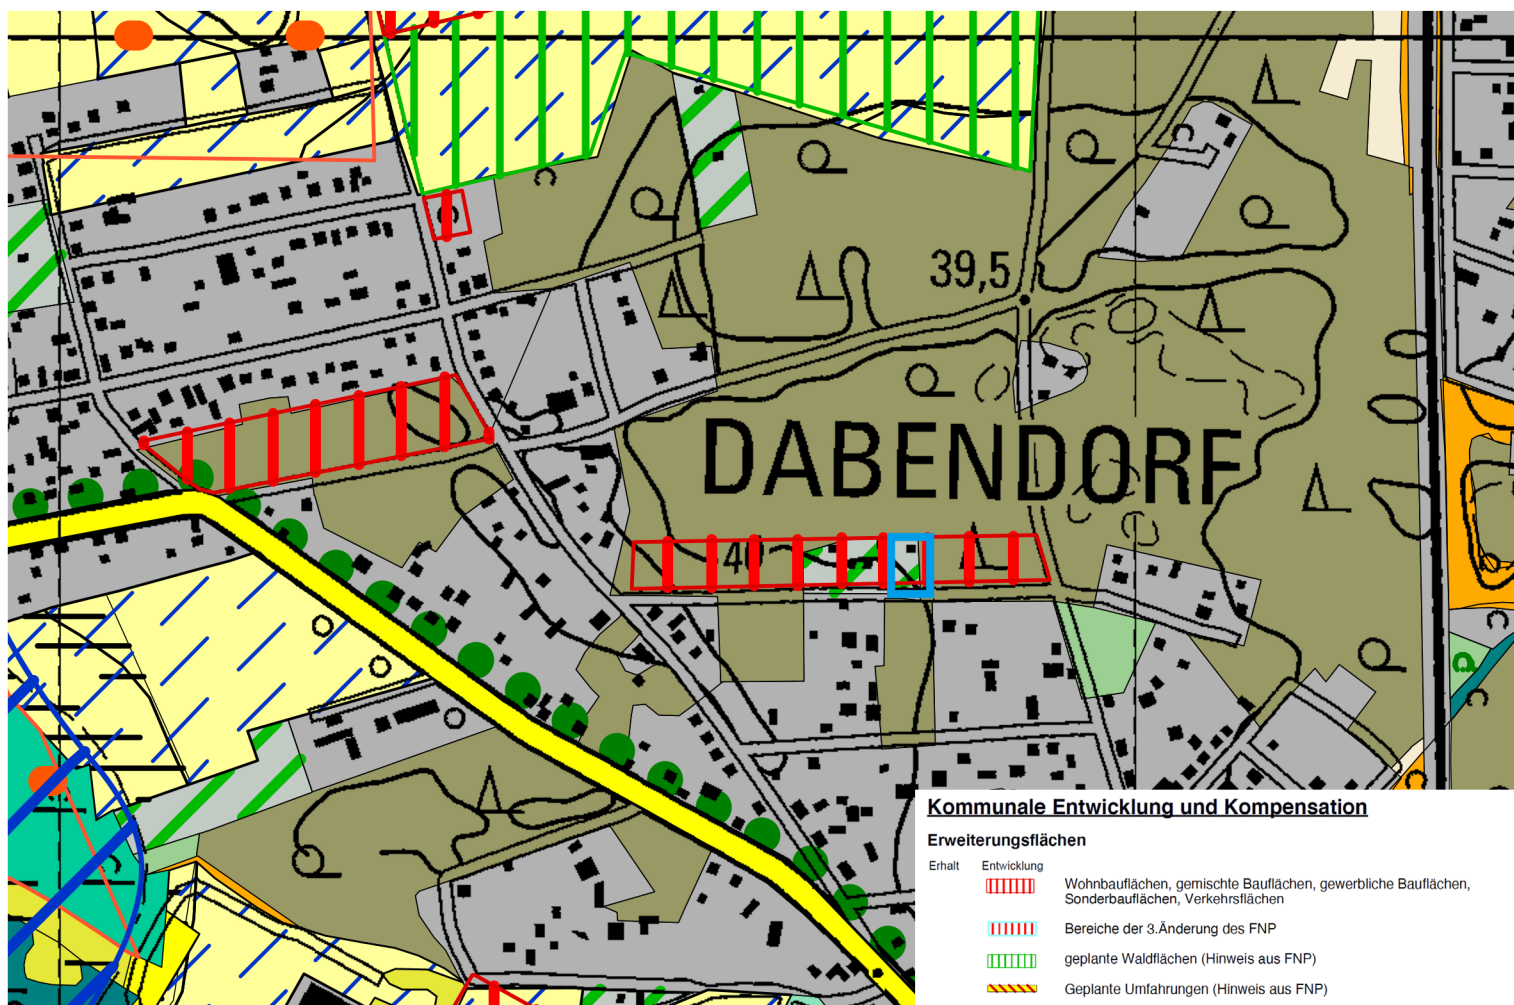 39,5
DABENDORF
40
Kommunale Entwicklung und Kompensation
Erweiterungsflächen
Erhalt Entwicklung
Wohnbauflächen, gemischte Bauflächen, gewerbliche Bauflächen,
Sonderbauflächen, Verkehrsflächen
Bereiche der 3.Änderung des FNP
geplante Waldflächen (Hinweis aus FNP)
Geplante Umfahrungen (Hinweis aus FNP)